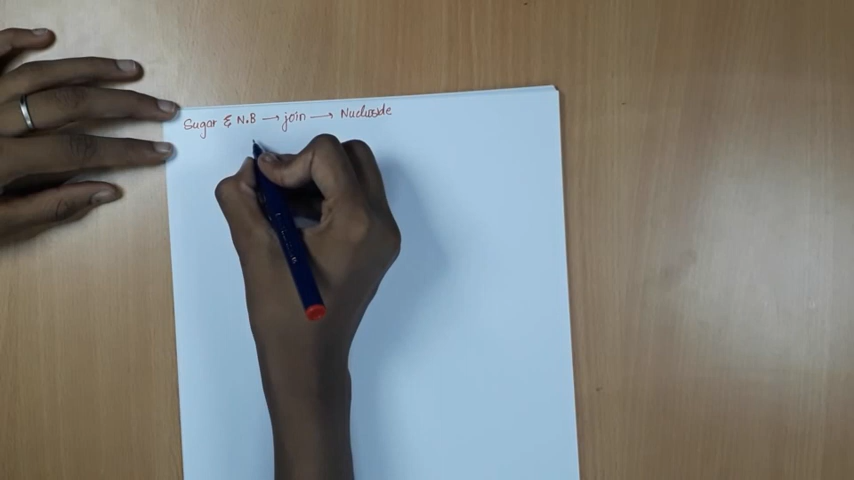 Sugar & N.B → join → Nucleoside